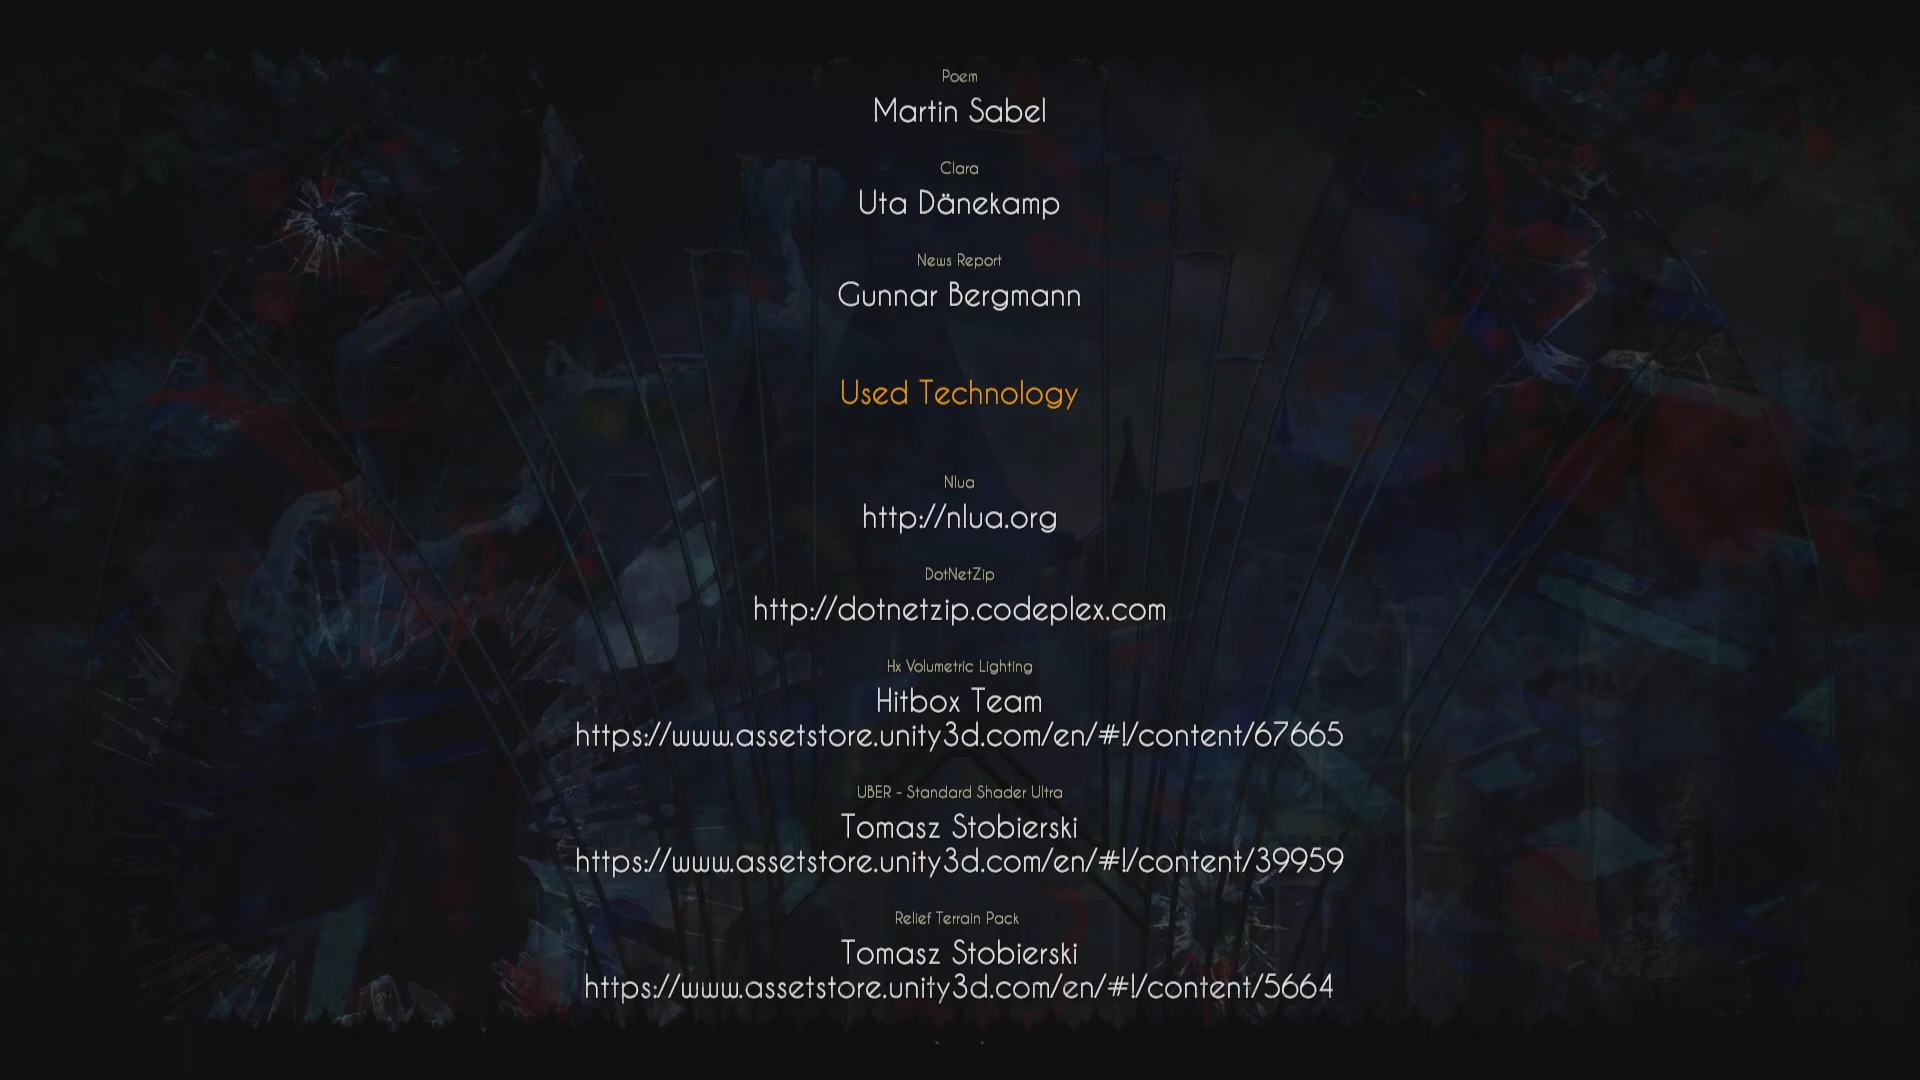 Poem
Martin Sabel
Clara
Uta Dänekamp
News Report
Gunnar Bergmann
Used Technology
Nlua
http://nlua.org
DotNetZip
http://dotnetzip.codeplex.com
Hx Volumetric Lighting
Hitbox Team
https://www.assetstore.unity3d.com/en/#!/content/67665
UBER - Standard Shader Ultra
Tomasz Stobierski
https://www.assetstore.unity3d.com/en/#!/content/39959
Relief Terrain Pack
Tomasz Stobierski
https://www.assetstore.unity3d.com/en/#!/content/5664